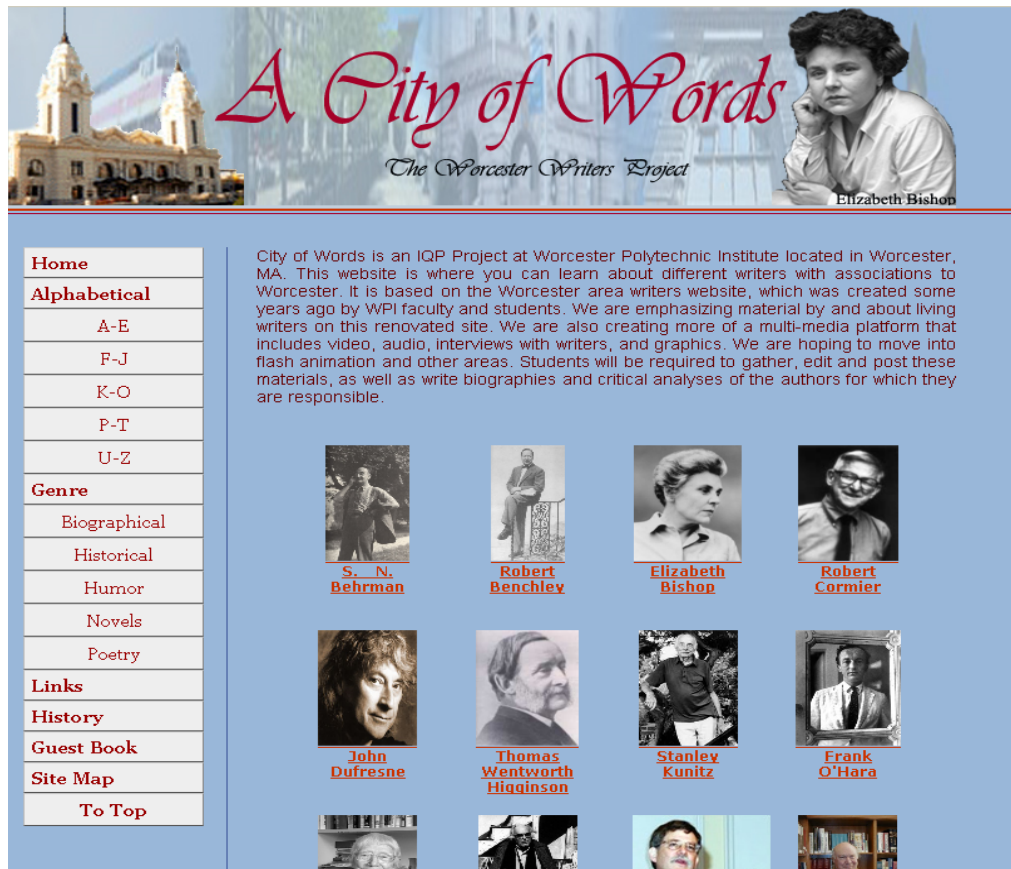 A City of Words
The Worcester Writers Project
Elizabeth Bishop
Home
Alphabetical
A-E
F-J
K-O
P-T
U-Z
Genre
Biographical
Historical
Humor
Novels
Poetry
Links
History
Guest Book
Site Map
To Top
City of Words is an IQP Project at Worcester Polytechnic Institute located in Worcester,
MA. This website is where you can learn about different writers with associations to
Worcester. It is based on the Worcester area writers website, which was created some
years ago by WPI faculty and students. We are emphasizing material by and about living
writers on this renovated site. We are also creating more of a multi-media platform that
includes video, audio, interviews with writers, and graphics. We are hoping to move into
flash animation and other areas. Students will be required to gather, edit and post these
materials, as well as write biographies and critical analyses of the authors for which they
are responsible.
S. N.
Behrman
Robert
Benchley
Elizabeth
Bishop
Robert
Cormier
John
Dufresne
Thomas
Wentworth
Higginson
Stanley
Kunitz
Frank
O'Hara